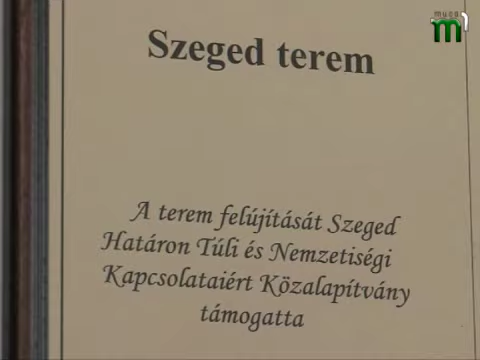 Szeged terem
A terem felújítását Szeged
Határon Túli és Nemzetiségi
Kapcsolataiért Közalapítvány
támogatta